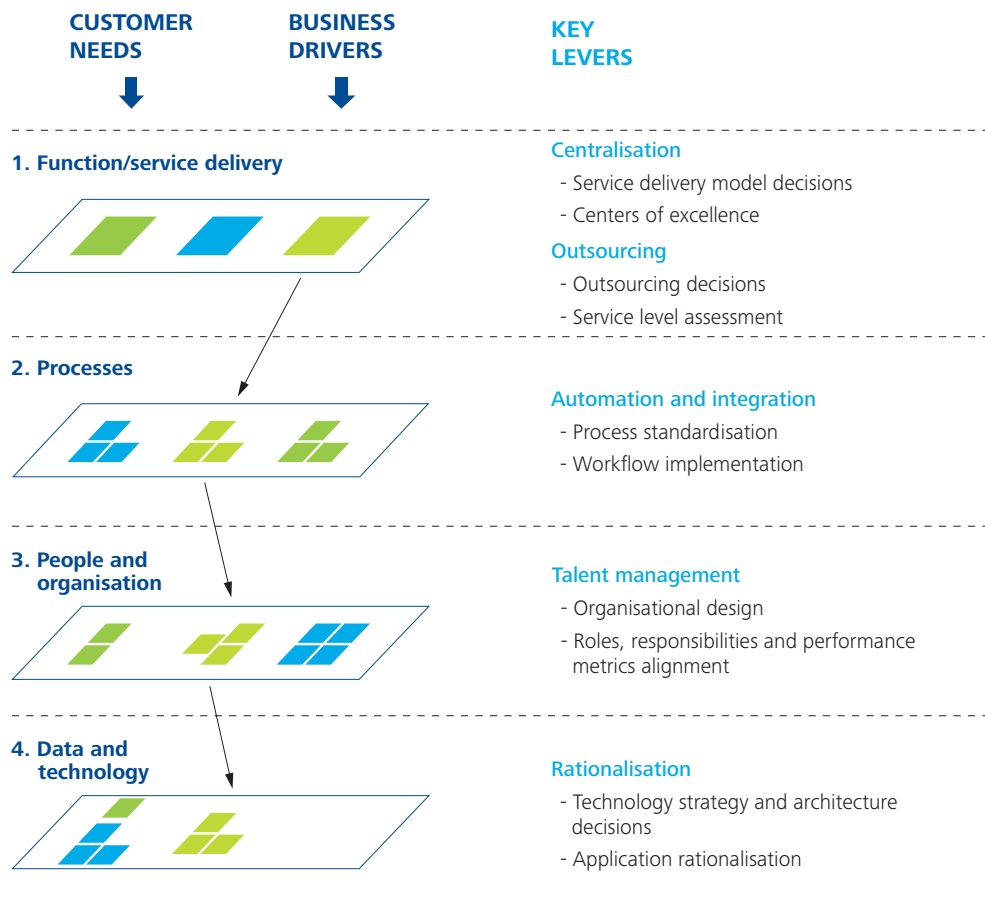 CUSTOMER
NEEDS
BUSINESS
DRIVERS
KEY
LEVERS
1. Function/service delivery
Centralisation
- Service delivery model decisions
- Centers of excellence
Outsourcing
- Outsourcing decisions
- Service level assessment
2. Processes
Automation and integration
- Process standardisation
- Workflow implementation
3. People and
organisation
Talent management
- Organisational design
- Roles, responsibilities and performance
metrics alignment
4. Data and
technology
Rationalisation
- Technology strategy and architecture
decisions
- Application rationalisation